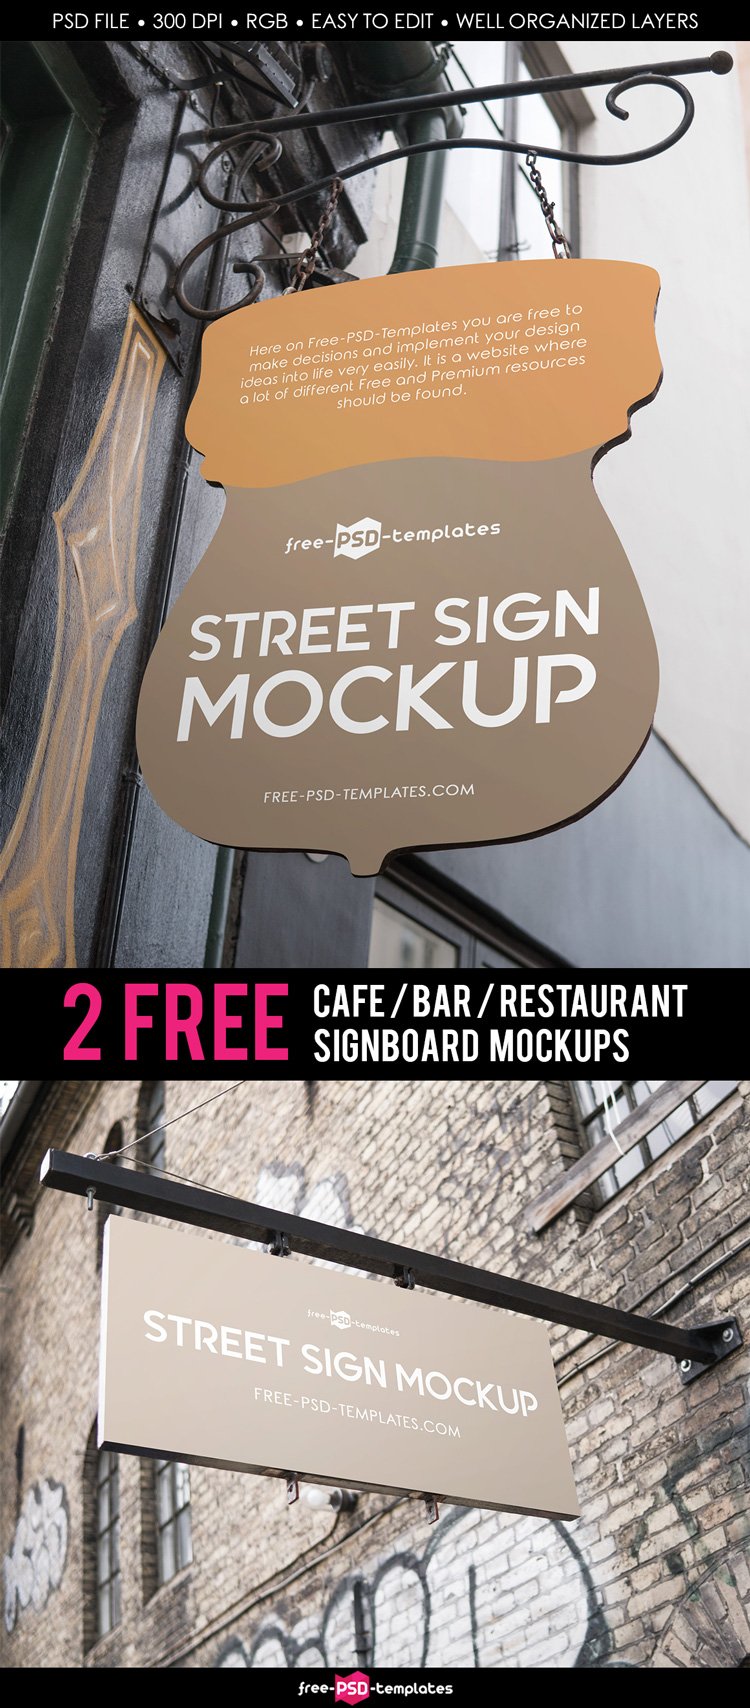 PSD FILE • 300 DPI • RGB • EASY TO EDIT • WELL ORGANIZED LAYERS
Here on Free-PSD-Templates you are free to
make decisions and implement your design
ideas into life very easily. It is a website where
a lot of different Free and Premium resources
should be found.
free-PSD-templates
STREET SIGN
MOCKUP
FREE-PSD-TEMPLATES.COM
2 FREE CAFE / BAR / RESTAURANT
SIGNBOARD MOCKUPS
free-PSD-templates
STREET SIGN MOCKUP
FREE-PSD-TEMPLATES.COM
free-PSD-templates